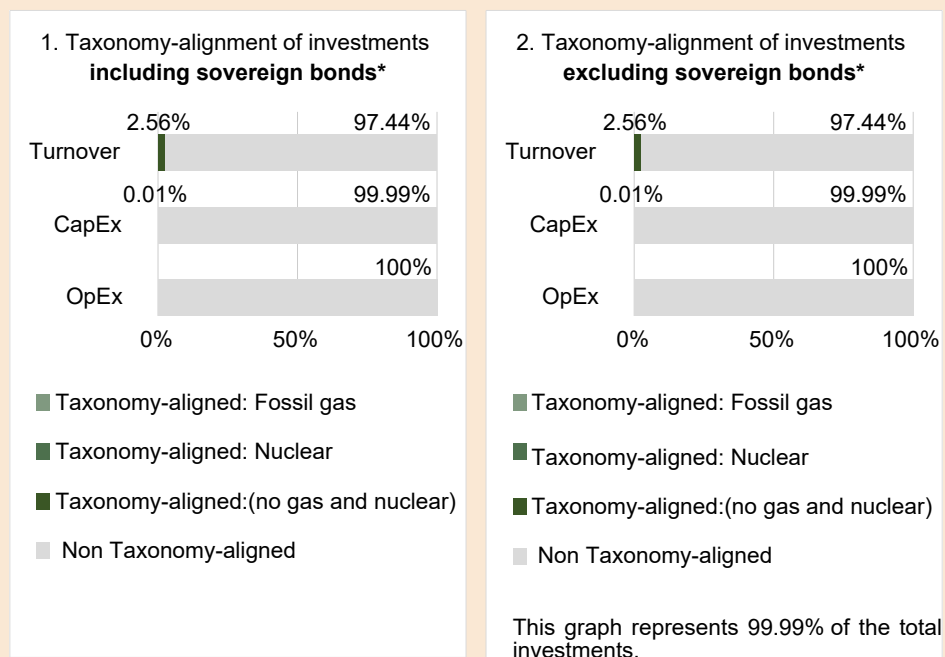 1. Taxonomy-alignment of investments
including sovereign bonds*
2.56% 97.44%
Turnover
0.01% 99.99%
CapEx
100%
OpEx
0% 50% 100%
Taxonomy-aligned: Fossil gas
Taxonomy-aligned: Nuclear
Taxonomy-aligned:(no gas and nuclear)
Non Taxonomy-aligned
2. Taxonomy-alignment of investments
excluding sovereign bonds*
2.56% 97.44%
Turnover
0.01% 99.99%
CapEx
100%
OpEx
0% 50% 100%
Taxonomy-aligned: Fossil gas
Taxonomy-aligned: Nuclear
Taxonomy-aligned:(no gas and nuclear)
Non Taxonomy-aligned
This graph represents 99.99% of the total
investments.